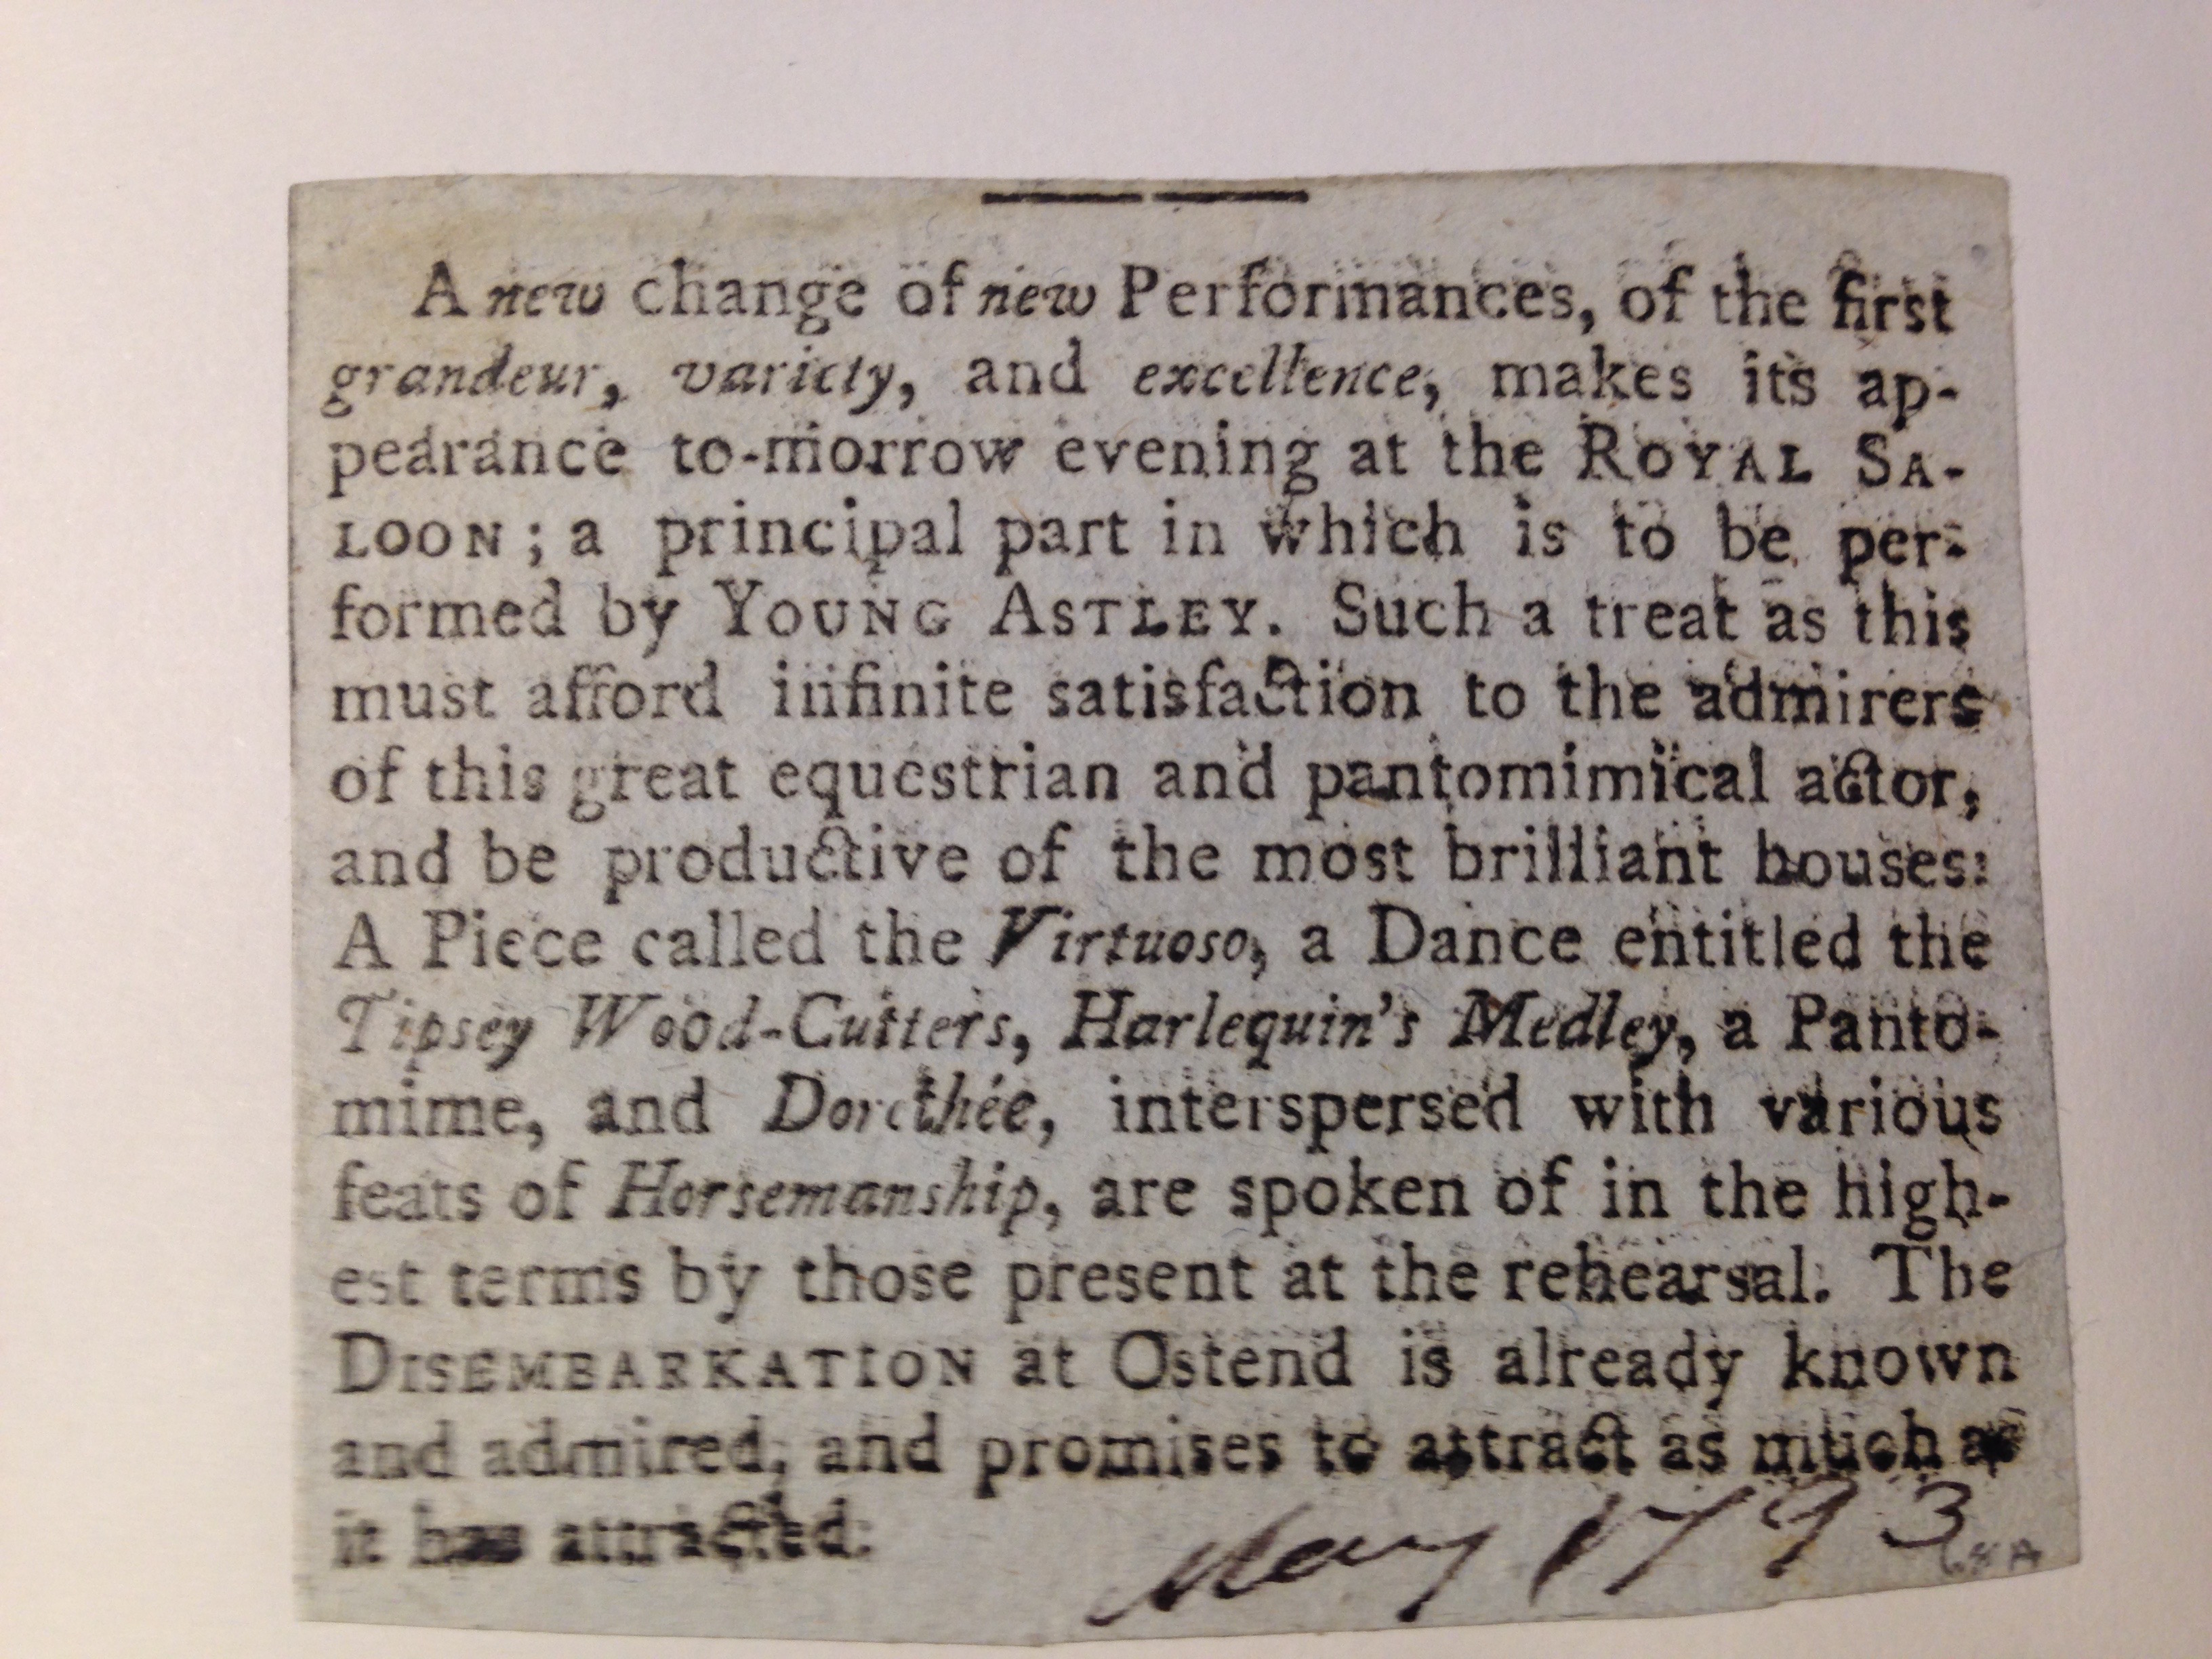 A new change of new Performances, of the first
grandeur, variety, and excellence, makes its ap-
pearance to-morrow evening at the ROYAL SA-
LOON; a principal part in which is to be per-
formed by YOUNG ASTLEY. Such a treat as this
must afford infinite satisfaction to the admirers
of this great equestrian and pantomimical actor,
and be productive of the most brilliant houses:
A Piece called the Virtuoso, a Dance entitled the
Tipsey Wood-Cutters, Harlequin's Medley, a Panto-
mime, and Dorothée, interspersed with various
feats of Horsemanship, are spoken of in the high-
est terms by those present at the rehearsal. The
DISEMBARKATION at Ostend is already known
and admired, and promises to attract as much as
it has attracted.
May 1793